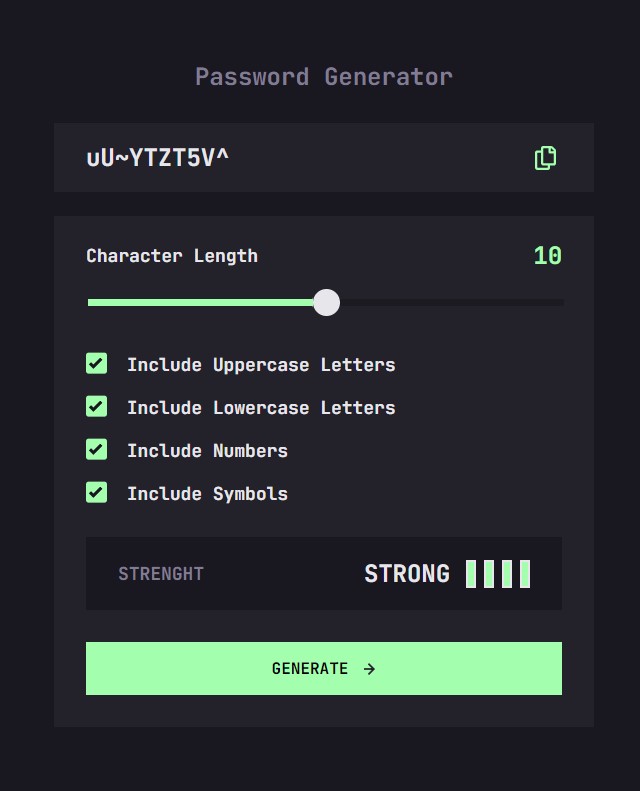 Password Generator
uU~YTZT5V^
Character Length 10
Include Uppercase Letters
Include Lowercase Letters
Include Numbers
Include Symbols
STRENGHT STRONG
GENERATE →